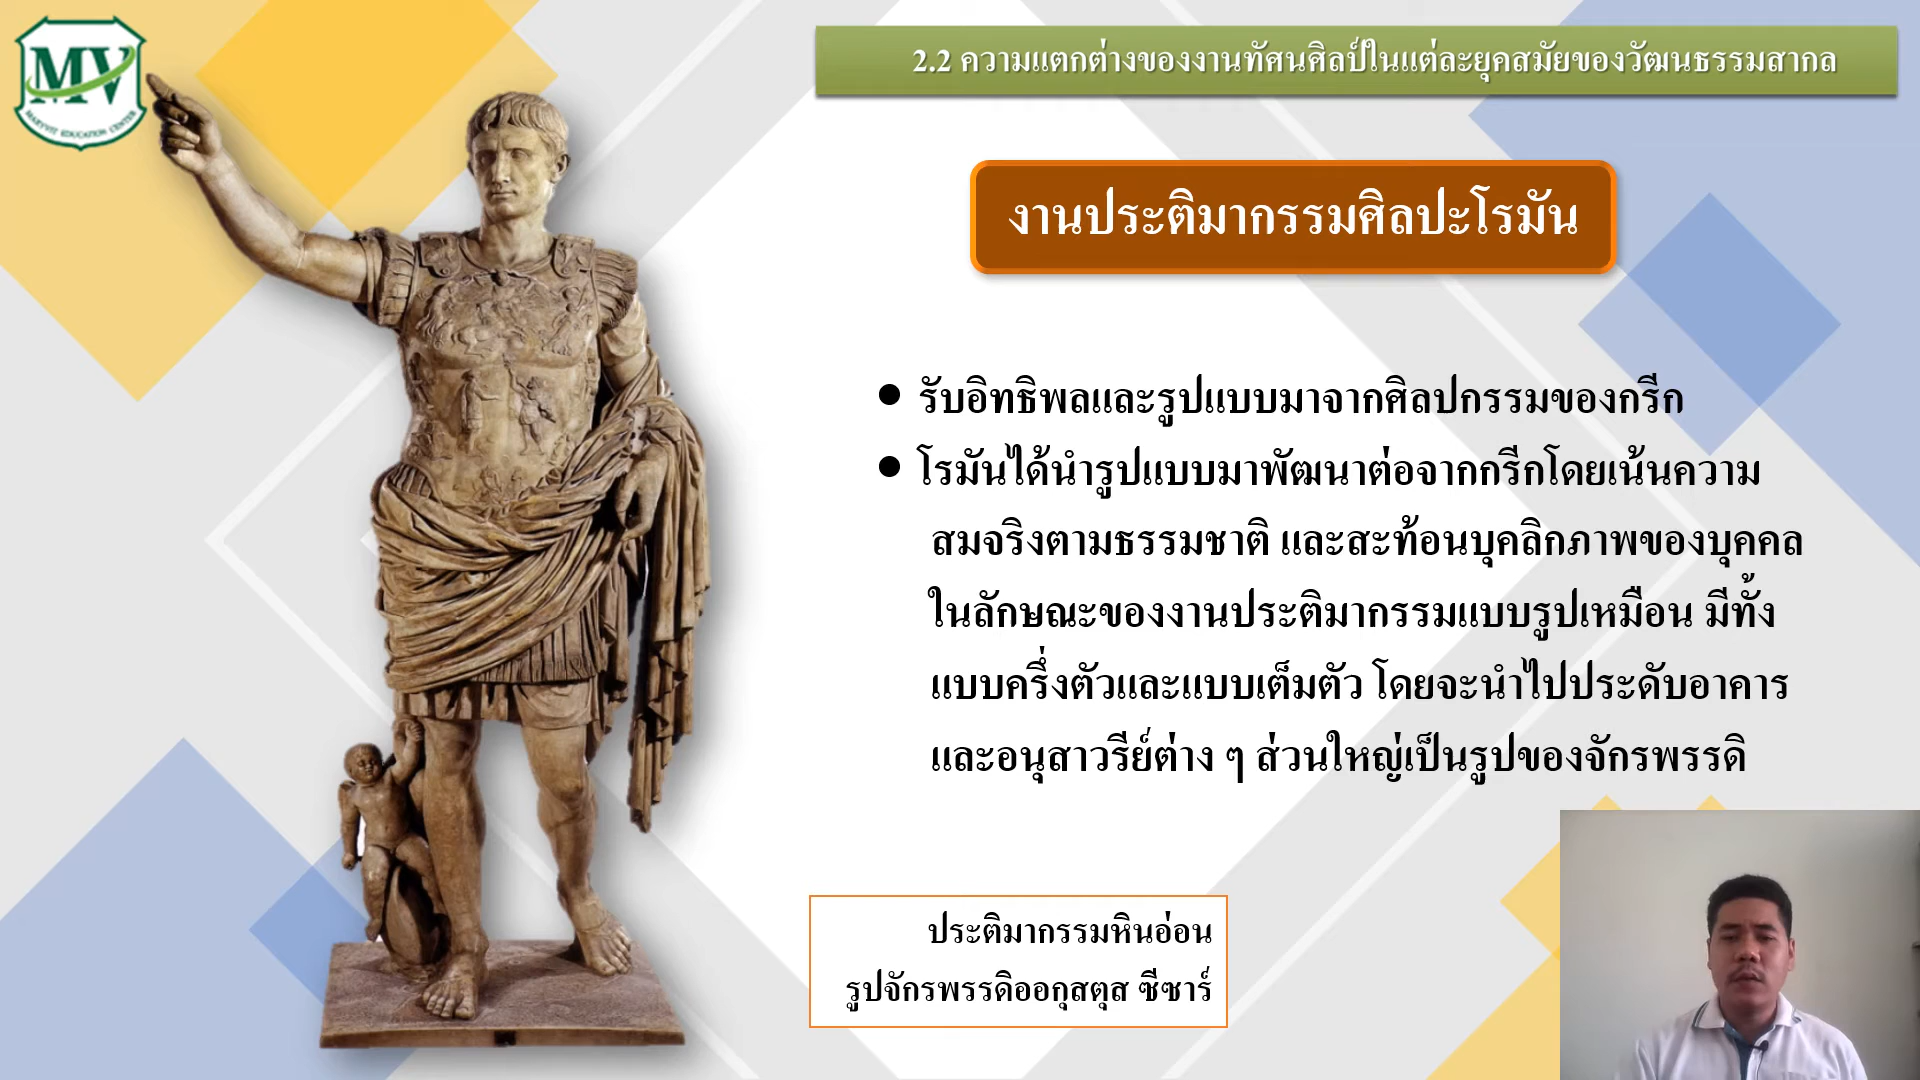 MV
MARYVIT EDUCATION CENTER
2.2 ความแตกต่างของงานทัศนศิลป์ในแต่ละยุคสมัยของวัฒนธรรมสากล
งานประติมากรรมศิลปะโรมัน
• รับอิทธิพลและรูปแบบมาจากศิลปกรรมของกรีก
• โรมันได้นำรูปแบบมาพัฒนาต่อจากกรีกโดยเน้นความ
สมจริงตามธรรมชาติ และสะท้อนบุคลิกภาพของบุคคล
ในลักษณะของงานประติมากรรมแบบรูปเหมือน มีทั้ง
แบบครึ่งตัวและแบบเต็มตัว โดยจะนำไปประดับอาคาร
และอนุสาวรีย์ต่าง ๆ ส่วนใหญ่เป็นรูปของจักรพรรดิ
ประติมากรรมหินอ่อน
รูปจักรพรรดิออกุสตุส ซีซาร์